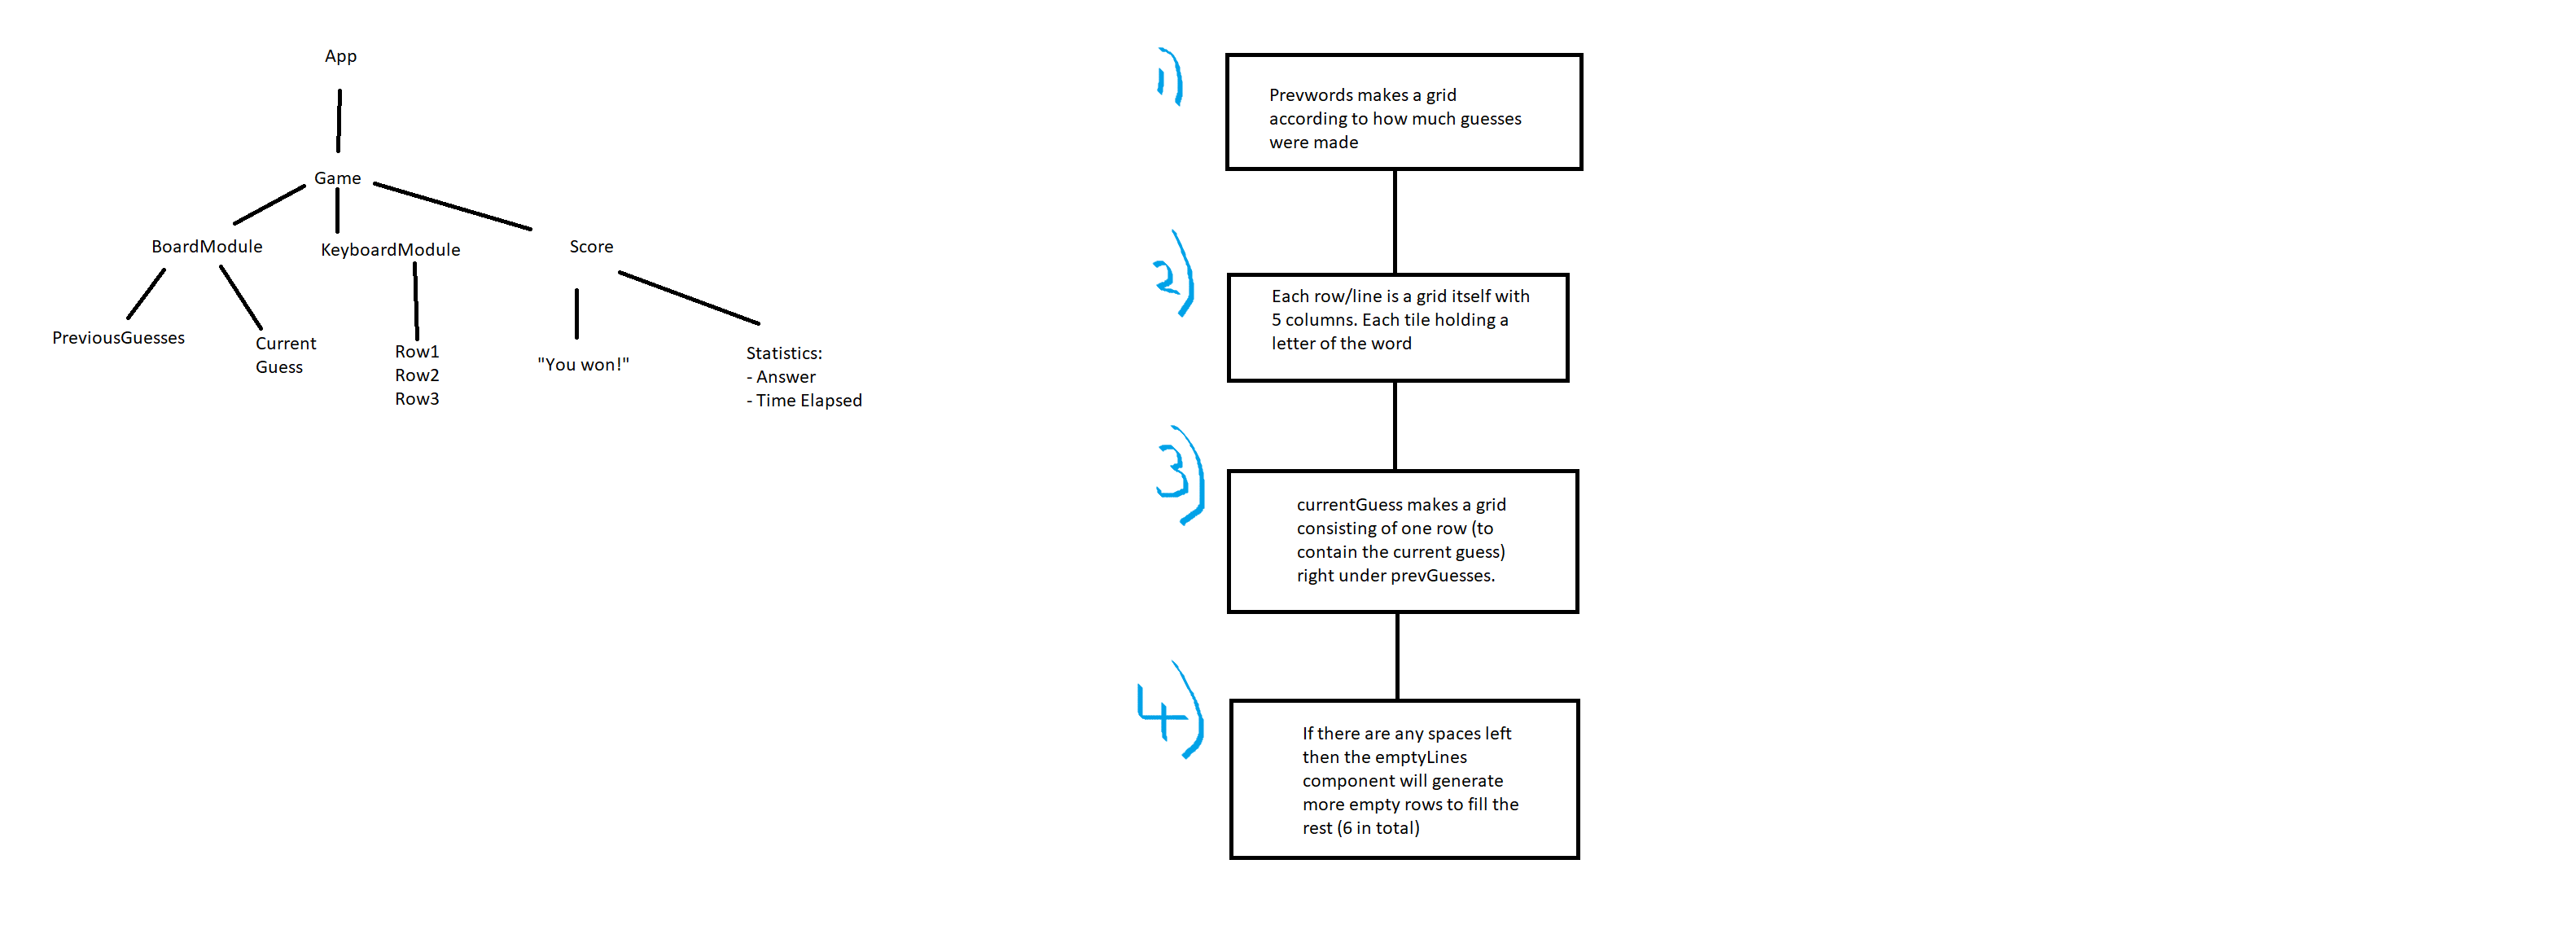 App
Game
BoardModule
KeyboardModule
Score
PreviousGuesses
Current
Guess
Row1
Row2
Row3
"You won!"
Statistics:
- Answer
- Time Elapsed
1)
Prevwords makes a grid
according to how much guesses
were made
2)
Each row/line is a grid itself with
5 columns. Each tile holding a
letter of the word
3)
currentGuess makes a grid
consisting of one row (to
contain the current guess)
right under prevGuesses.
4)
If there are any spaces left
then the emptyLines
component will generate
more empty rows to fill the
rest (6 in total)